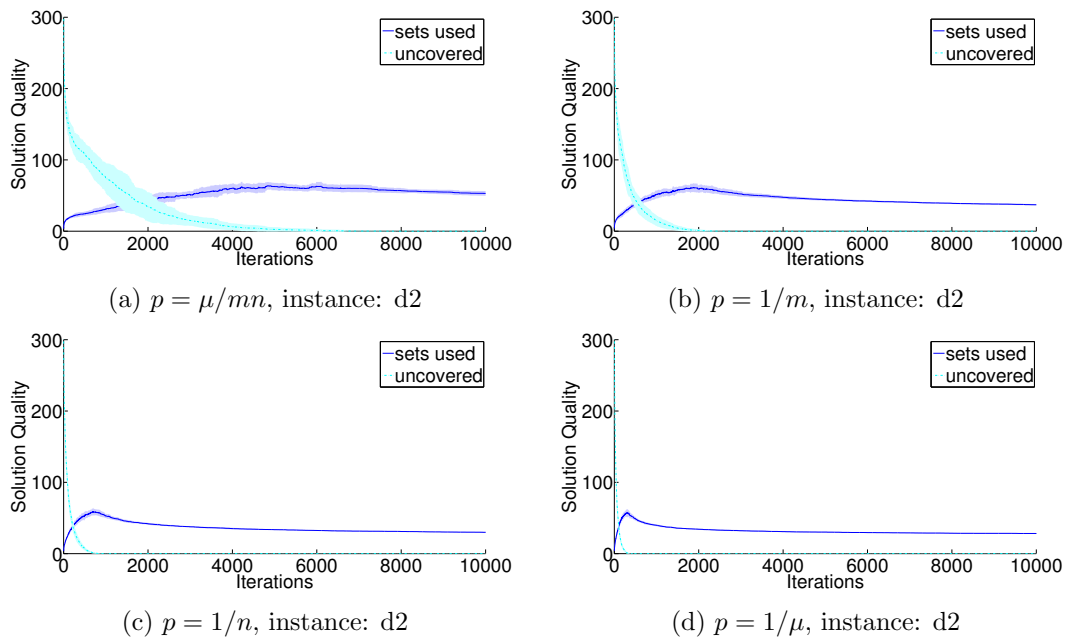 300
200
100
0
Solution Quality
sets used
uncovered
0 2000 4000 6000 8000 10000
Iterations
(a) p = μ/mn, instance: d2
300
200
100
0
Solution Quality
sets used
uncovered
0 2000 4000 6000 8000 10000
Iterations
(b) p = 1/m, instance: d2
300
200
100
0
Solution Quality
sets used
uncovered
0 2000 4000 6000 8000 10000
Iterations
(c) p = 1/n, instance: d2
300
200
100
0
Solution Quality
sets used
uncovered
0 2000 4000 6000 8000 10000
Iterations
(d) p = 1/μ, instance: d2